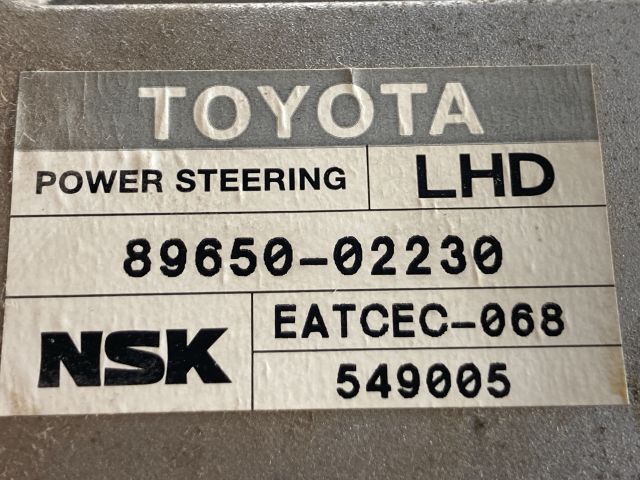 TOYOTA
POWER STEERING LHD
89650-02230
NSK EATCEC-068
549005